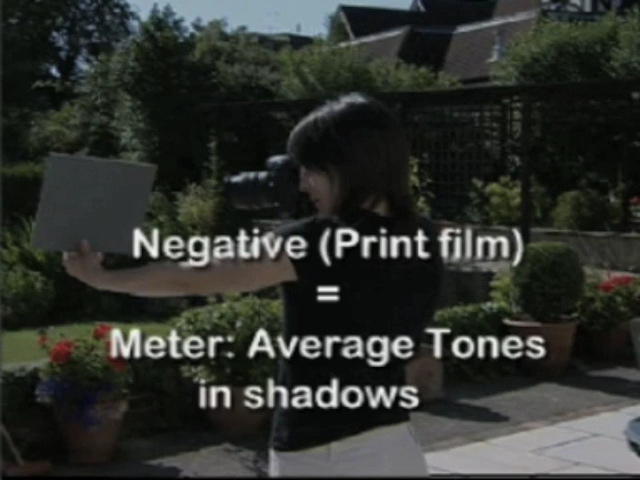 Negative (Print film)
=
Meter: Average Tones
in shadows